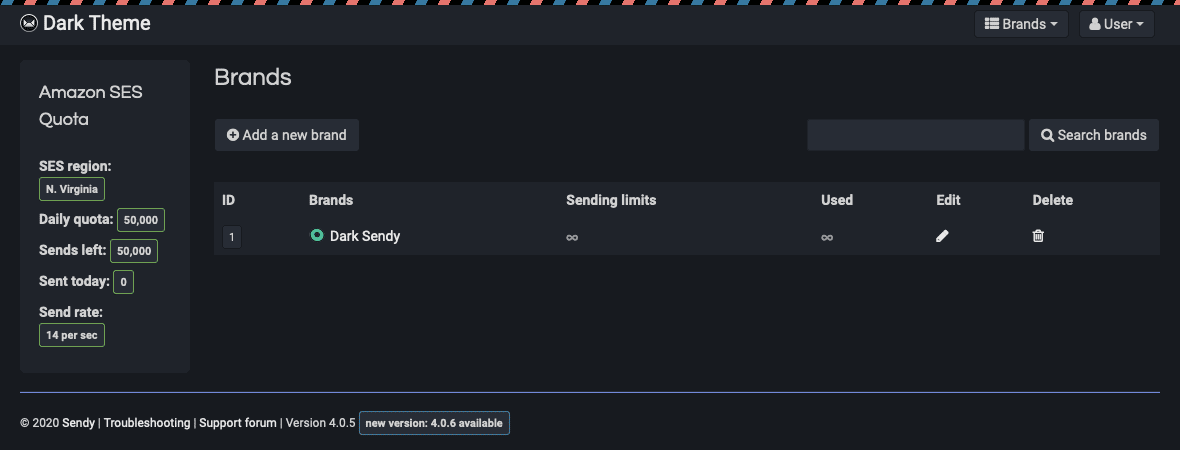 Dark Theme
Brands
User
Amazon SES
Quota
SES region:
N. Virginia
Daily quota: 50,000
Sends left: 50,000
Sent today: 0
Send rate:
14 per sec
Brands
Add a new brand
Search brands
ID Brands Sending limits Used Edit Delete
1 Dark Sendy ∞ ∞
© 2020 Sendy | Troubleshooting | Support forum | Version 4.0.5 new version: 4.0.6 available